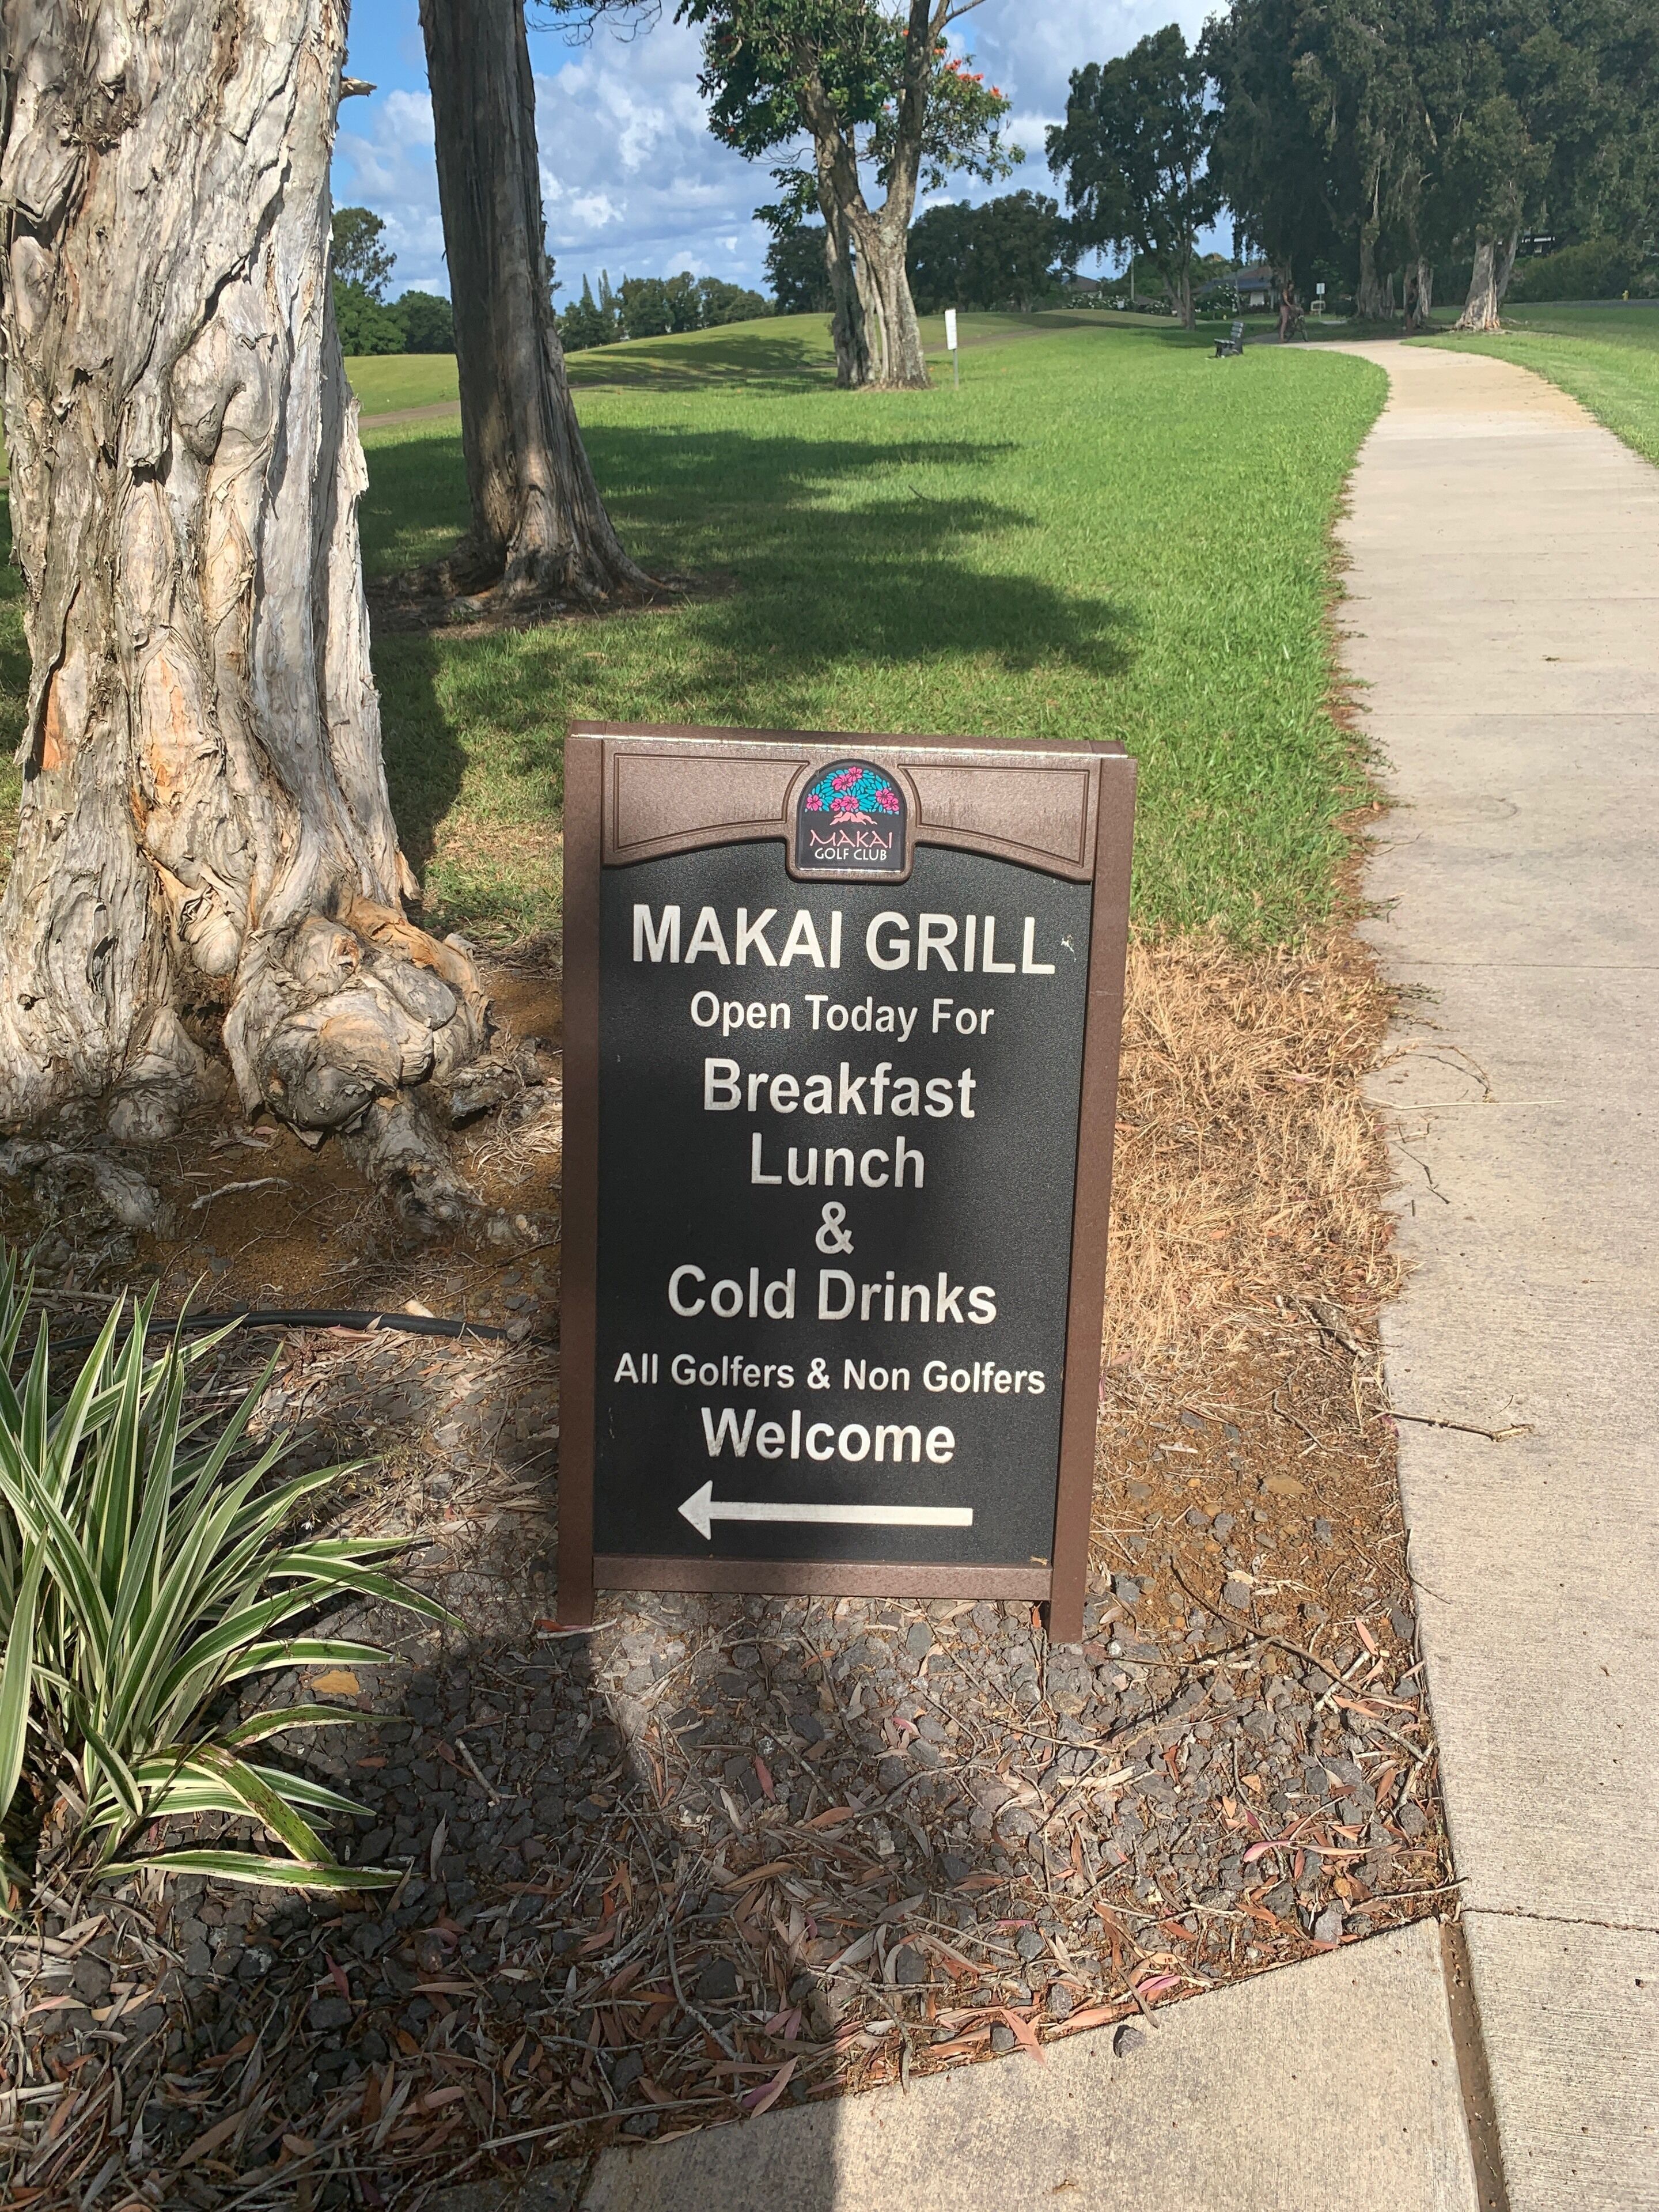 MAKAI
GOLF CLUB
MAKAI GRILL
Open Today For
Breakfast
Lunch
&
Cold Drinks
All Golfers & Non Golfers
Welcome